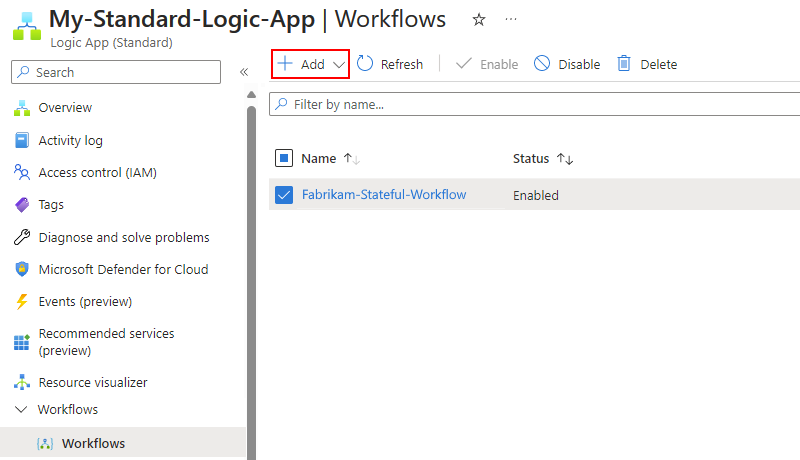 My-Standard-Logic-App | Workflows
Logic App (Standard)
Search
Overview
Activity log
Access control (IAM)
Tags
Diagnose and solve problems
Microsoft Defender for Cloud
Events (preview)
Recommended services
(preview)
Resource visualizer
Workflows
Workflows
Add
Refresh
Enable
Disable
Delete
Filter by name...
Name
Status
Fabrikam-Stateful-Workflow
Enabled